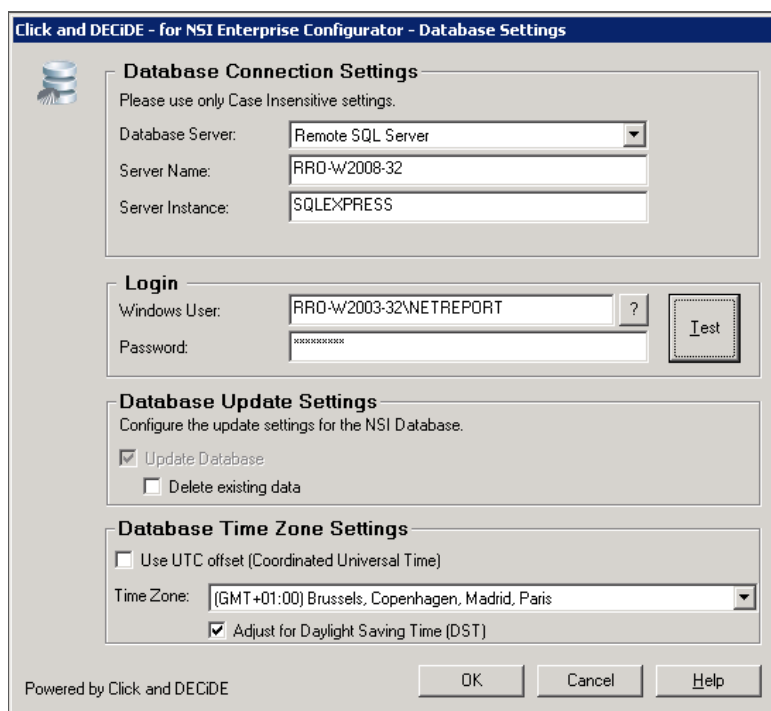 Click and DECiDE - for NSI Enterprise Configurator - Database Settings
Database Connection Settings
Please use only Case Insensitive settings.
Database Server: Remote SQL Server
Server Name: RRO-W2008-32
Server Instance: SQLEXPRESS
Login
Windows User: RRO-W2003-32\NETREPORT ?
Test
Password: *********
Database Update Settings
Configure the update settings for the NSI Database.
Update Database
Delete existing data
Database Time Zone Settings
Use UTC offset (Coordinated Universal Time)
Time Zone: (GMT+01:00) Brussels, Copenhagen, Madrid, Paris
Adjust for Daylight Saving Time (DST)
Powered by Click and DECiDE OK Cancel Help